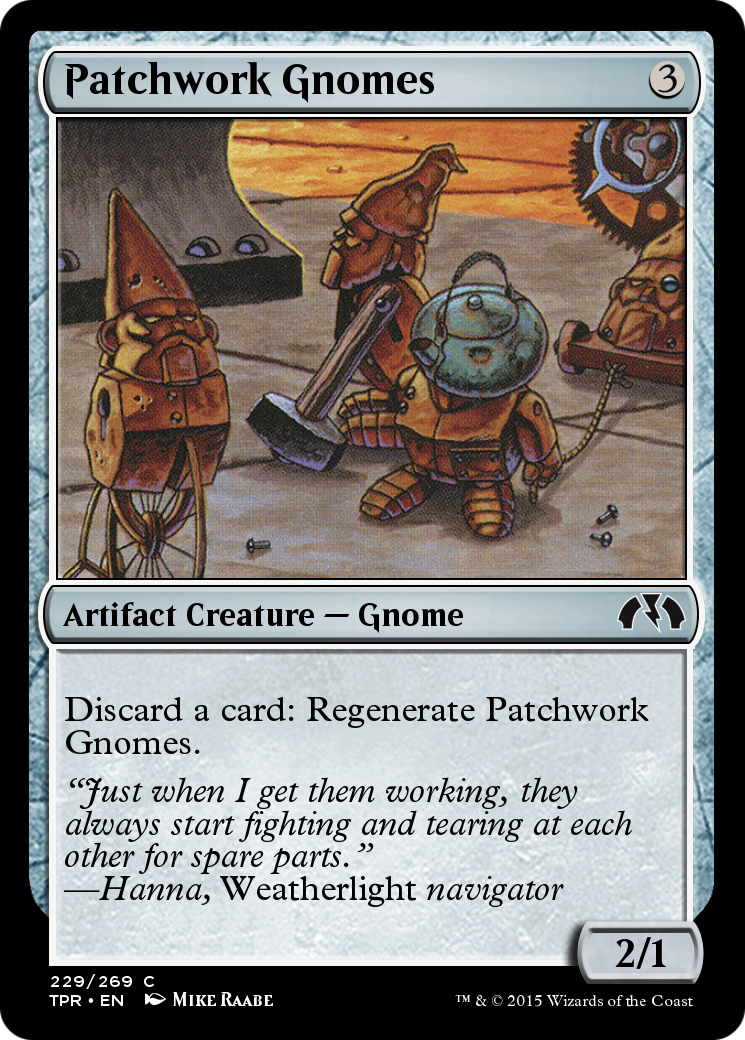 Patchwork Gnomes 3
Artifact Creature — Gnome
Discard a card: Regenerate Patchwork
Gnomes.
“Just when I get them working, they
always start fighting and tearing at each
other for spare parts.”
—Hanna, Weatherlight navigator
2/1
229/269 C
TPR • EN Mike Raabe
™ & © 2015 Wizards of the Coast